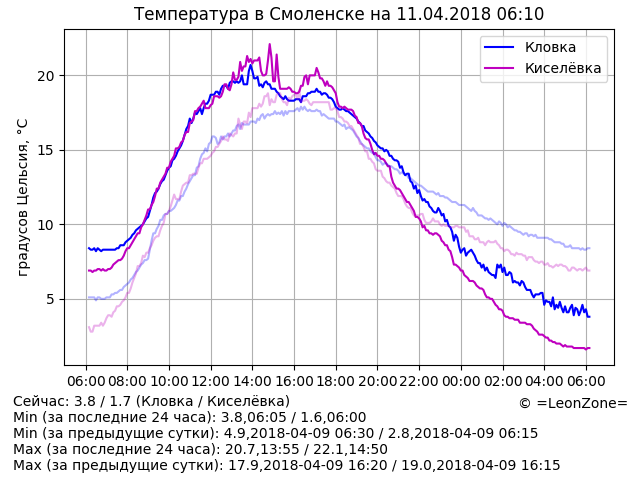 Температура в Смоленске на 11.04.2018 06:10
Кловка
Киселёвка
градусов Цельсия, °C
20
15
10
5
06:00 08:00 10:00 12:00 14:00 16:00 18:00 20:00 22:00 00:00 02:00 04:00 06:00
Сейчас: 3.8 / 1.7 (Кловка / Киселёвка)
© =LeonZone=
Min (за последние 24 часа): 3.8,06:05 / 1.6,06:00
Min (за предыдущие сутки): 4.9,2018-04-09 06:30 / 2.8,2018-04-09 06:15
Max (за последние 24 часа): 20.7,13:55 / 22.1,14:50
Max (за предыдущие сутки): 17.9,2018-04-09 16:20 / 19.0,2018-04-09 16:15